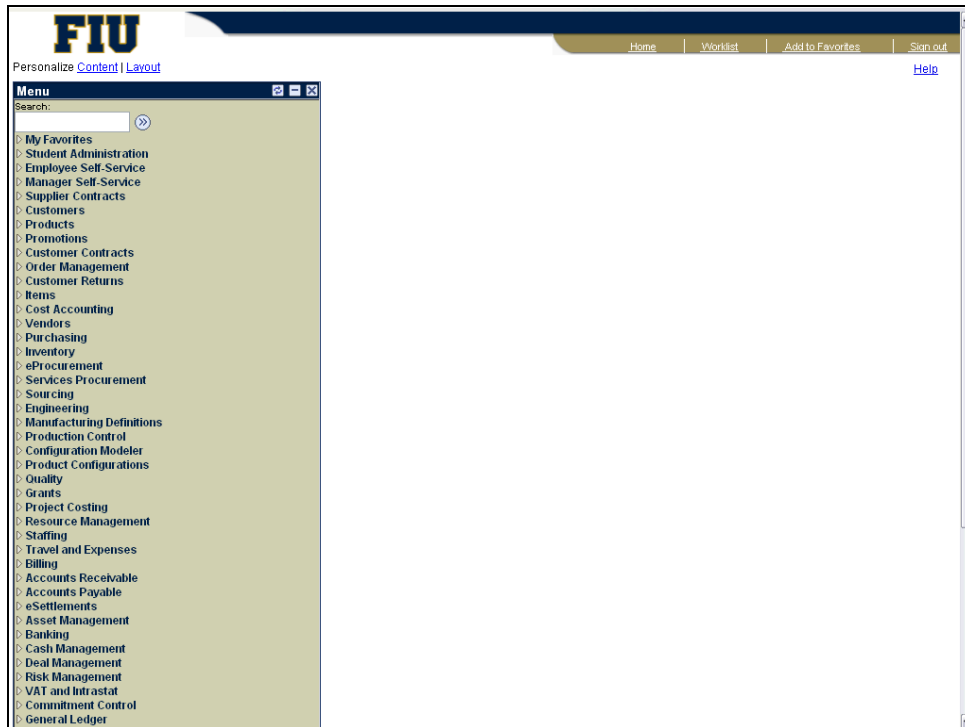 FIU
Home Worklist Add to Favorites Sign out
Personalize Content | Layout
Help
Menu
Search:
My Favorites
Student Administration
Employee Self-Service
Manager Self-Service
Supplier Contracts
Customers
Products
Promotions
Customer Contracts
Order Management
Customer Returns
Items
Cost Accounting
Vendors
Purchasing
Inventory
eProcurement
Services Procurement
Sourcing
Engineering
Manufacturing Definitions
Production Control
Configuration Modeler
Product Configurations
Quality
Grants
Project Costing
Resource Management
Staffing
Travel and Expenses
Billing
Accounts Receivable
Accounts Payable
eSettlements
Asset Management
Banking
Cash Management
Deal Management
Risk Management
VAT and Intrastat
Commitment Control
General Ledger